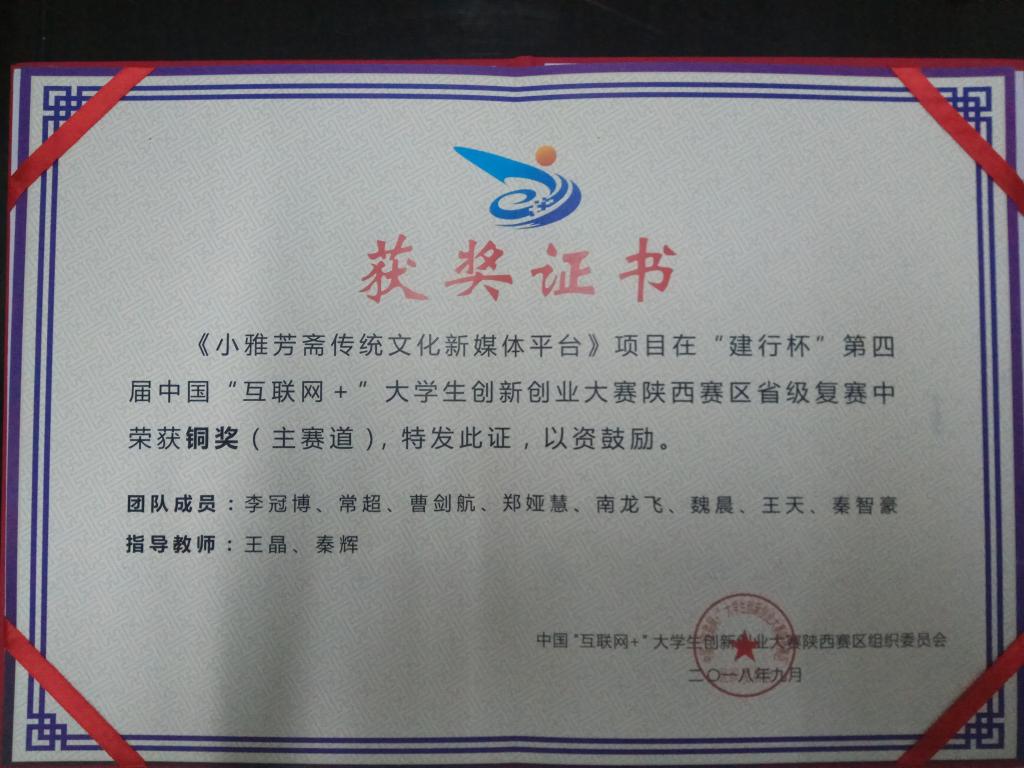 获奖证书
《小雅芳斋传统文化新媒体平台》项目在“建行杯”第四
届中国“互联网+”大学生创新创业大赛陕西赛区省级复赛中
荣获铜奖(主赛道),特发此证,以资鼓励。
团队成员:李冠博、常超、曹剑航、郑娅慧、南龙飞、魏晨、王天、秦智豪
指导教师:王晶、秦辉
中国“互联网+”大学生创新创业大赛陕西赛区组织委员会
二〇一八年九月